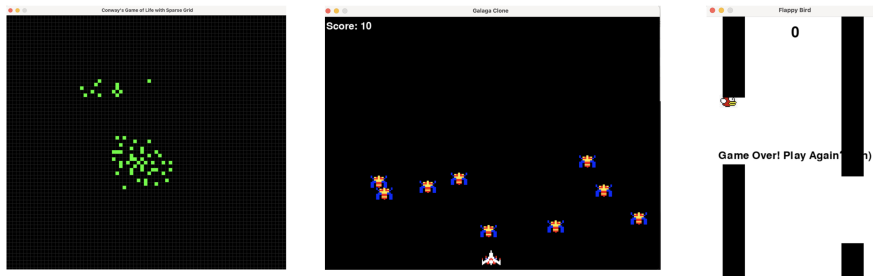 Conway's Game of Life with Sparse Grid
Galaga Clone
Score: 10
Flappy Bird
0
Game Over! Play Again